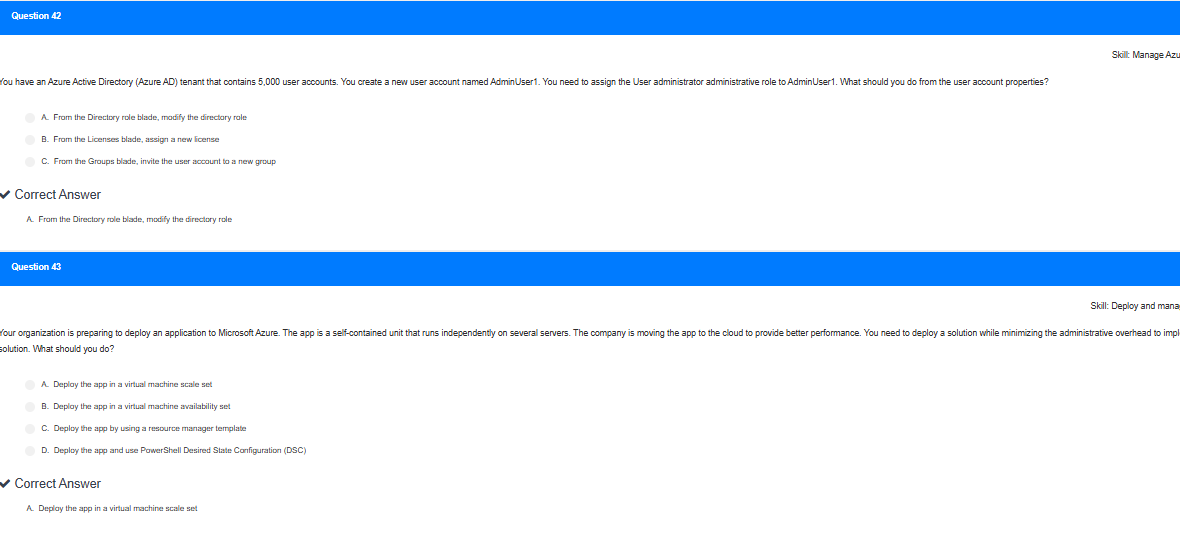 Question 42
Skill: Manage Azu
You have an Azure Active Directory (Azure AD) tenant that contains 5,000 user accounts. You create a new user account named AdminUser1. You need to assign the User administrator administrative role to AdminUser1. What should you do from the user account properties?
A. From the Directory role blade, modify the directory role
B. From the Licenses blade, assign a new license
C. From the Groups blade, invite the user account to a new group
Correct Answer
A. From the Directory role blade, modify the directory role
Question 43
Skill: Deploy and manag
Your organization is preparing to deploy an application to Microsoft Azure. The app is a self-contained unit that runs independently on several servers. The company is moving the app to the cloud to provide better performance. You need to deploy a solution while minimizing the administrative overhead to impl
solution. What should you do?
A. Deploy the app in a virtual machine scale set
B. Deploy the app in a virtual machine availability set
C. Deploy the app by using a resource manager template
D. Deploy the app and use PowerShell Desired State Configuration (DSC)
Correct Answer
A. Deploy the app in a virtual machine scale set